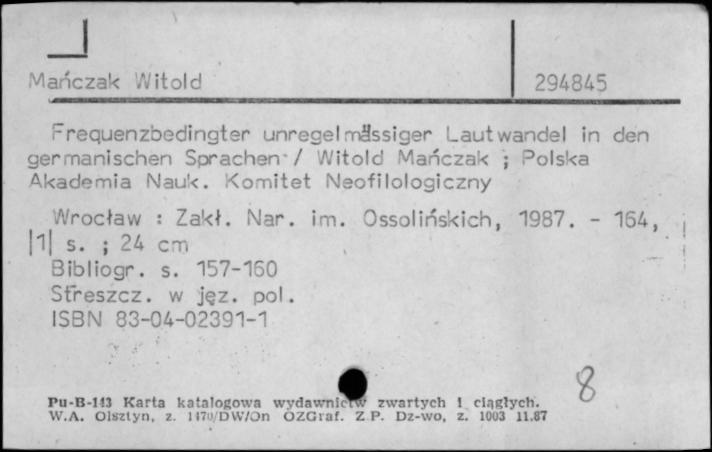 Mańczak Witold 294845
Frequenzbedingter unregelmässiger Lautwandel in den
germanischen Sprachen / Witold Mańczak ; Polska
Akademia Nauk. Komitet Neofilologiczny
Wrocław : Zakł. Nar. im. Ossolińskich, 1987. - 164,
|1| s. ; 24 cm
Bibliogr. s. 157-160
Streszcz. w jęz. pol.
ISBN 83-04-02391-1
8
Pu-B-143 Karta katalogowa wydawnictw zwartych i ciągłych.
W.A. Olsztyn, z. 1470/DW/On OZGraf. Z.P. Dz-wo, z. 1003 11.87